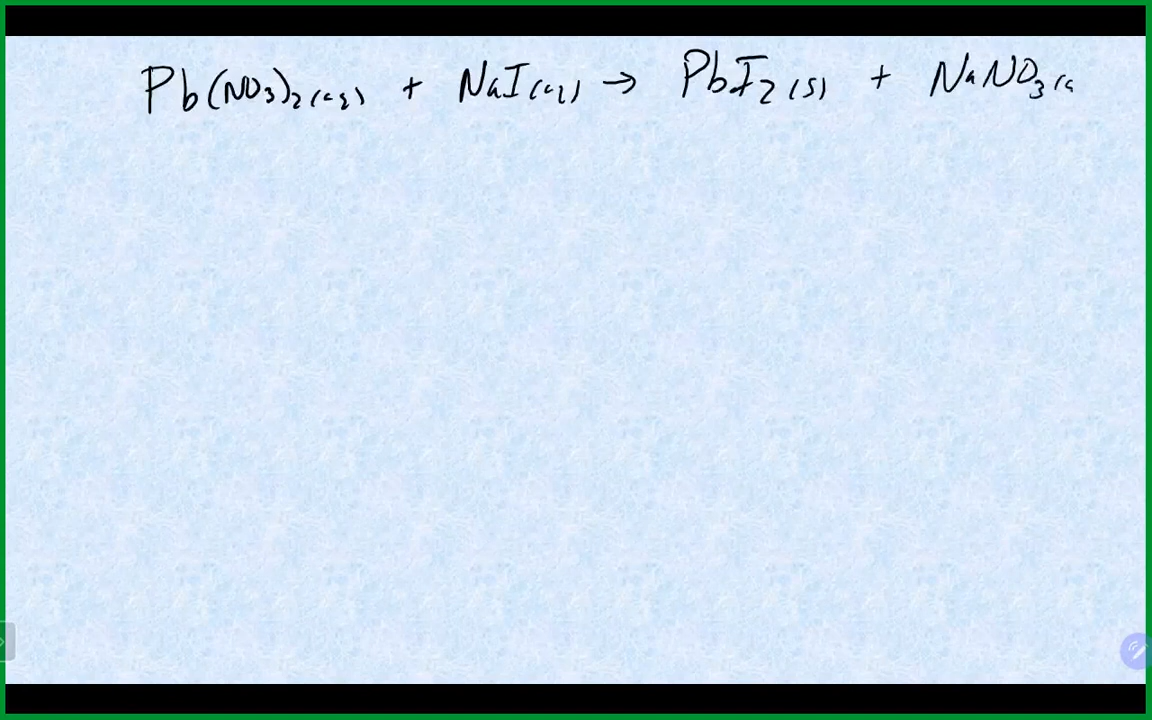 Pb(NO3)2(aq) + NaI(aq) → PbI2(s) + NaNO3(a